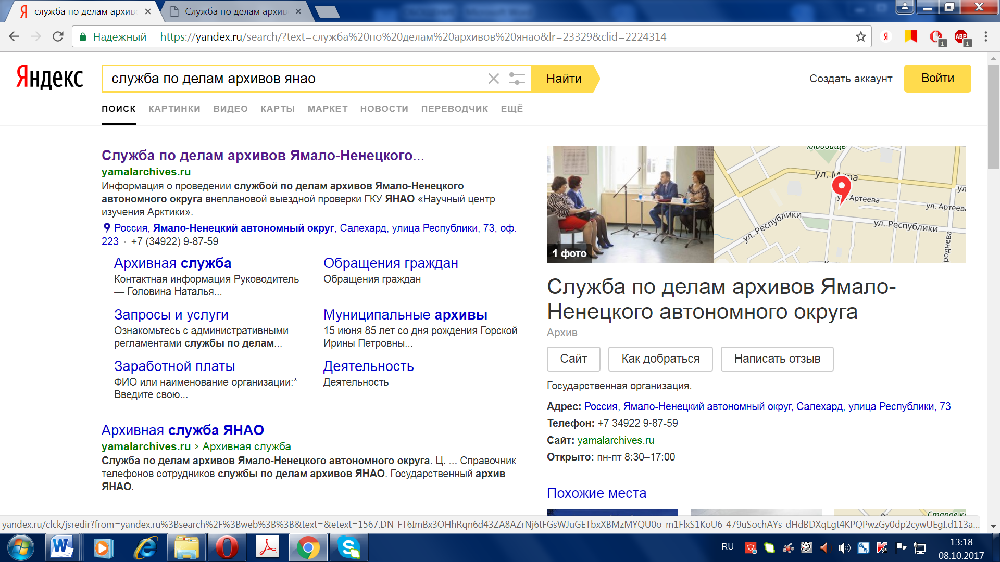 служба по делам архив
Служба по делам архив
Надежный
https://yandex.ru/search/?text=служба%20по%20делам%20архивов%20янао&lr=23329&clid=2224314
Я
1
ABP
1
Яндекс
служба по делам архивов янао
Найти
Создать аккаунт
Войти
ПОИСК
КАРТИНКИ
ВИДЕО
КАРТЫ
МАРКЕТ
НОВОСТИ
ПЕРЕВОДЧИК
ЕЩЁ
Служба по делам архивов Ямало-Ненецкого...
yamalarchives.ru
Информация о проведении службой по делам архивов Ямало-Ненецкого
автономного округа внеплановой выездной проверки ГКУ ЯНАО «Научный центр
изучения Арктики».
Россия, Ямало-Ненецкий автономный округ, Салехард, улица Республики, 73, оф.
223 · +7 (34922) 9-87-59
Архивная служба
Контактная информация Руководитель
— Головина Наталья...
Обращения граждан
Обращения граждан
Запросы и услуги
Ознакомьтесь с административными
регламентами службы по делам...
Муниципальные архивы
15 июня 85 лет со дня рождения Горской
Ирины Петровны...
Заработной платы
ФИО или наименование организации:*
Введите свою...
Деятельность
Деятельность
Архивная служба ЯНАО
yamalarchives.ru › Архивная служба
Служба по делам архивов Ямало-Ненецкого автономного округа. Ц. ... Справочник
телефонов сотрудников службы по делам архивов ЯНАО. Государственный архив
ЯНАО.
1 фото
ул. Мира
ул. Артеева
ул. Артеева
ул. Республики
ул. Республики
Служба по делам архивов Ямало-
Ненецкого автономного округа
Архив
Сайт
Как добраться
Написать отзыв
Государственная организация.
Адрес: Россия, Ямало-Ненецкий автономный округ, Салехард, улица Республики, 73
Телефон: +7 34922 9-87-59
Сайт: yamalarchives.ru
Открыто: пн-пт 8:30–17:00
Похожие места
Старое к
yandex.ru/clck/jsredir?from=yandex.ru%3Bsearch%2F%3Bweb%3B%3B&text=&etext=1567.DN-FT6ImBx3OHhRqn6d43ZA8AZrNj6tFGsWJuGETbxXBMzMYQU0o_m1FlxS1KoU6_479uSochAYs-dHdBDXqLgt4KPQPwzGy0dp2cywUEgI.d113a...
RU
13:18
08.10.2017